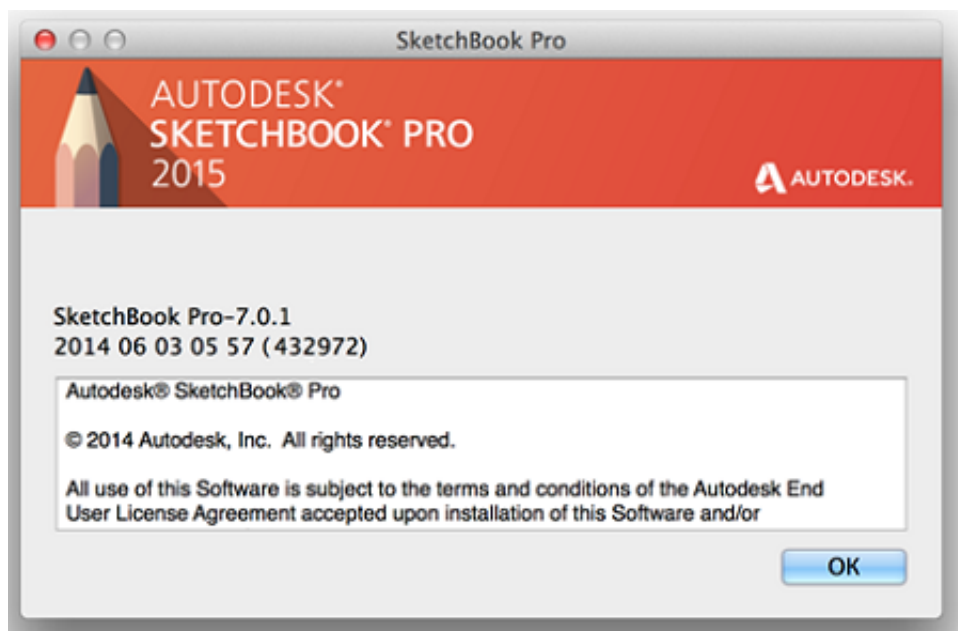 SketchBook Pro
AUTODESK®
SKETCHBOOK® PRO
2015
AUTODESK.
SketchBook Pro-7.0.1
2014 06 03 05 57 (432972)
Autodesk® SketchBook® Pro
© 2014 Autodesk, Inc.  All rights reserved.
All use of this Software is subject to the terms and conditions of the Autodesk End
User License Agreement accepted upon installation of this Software and/or
OK